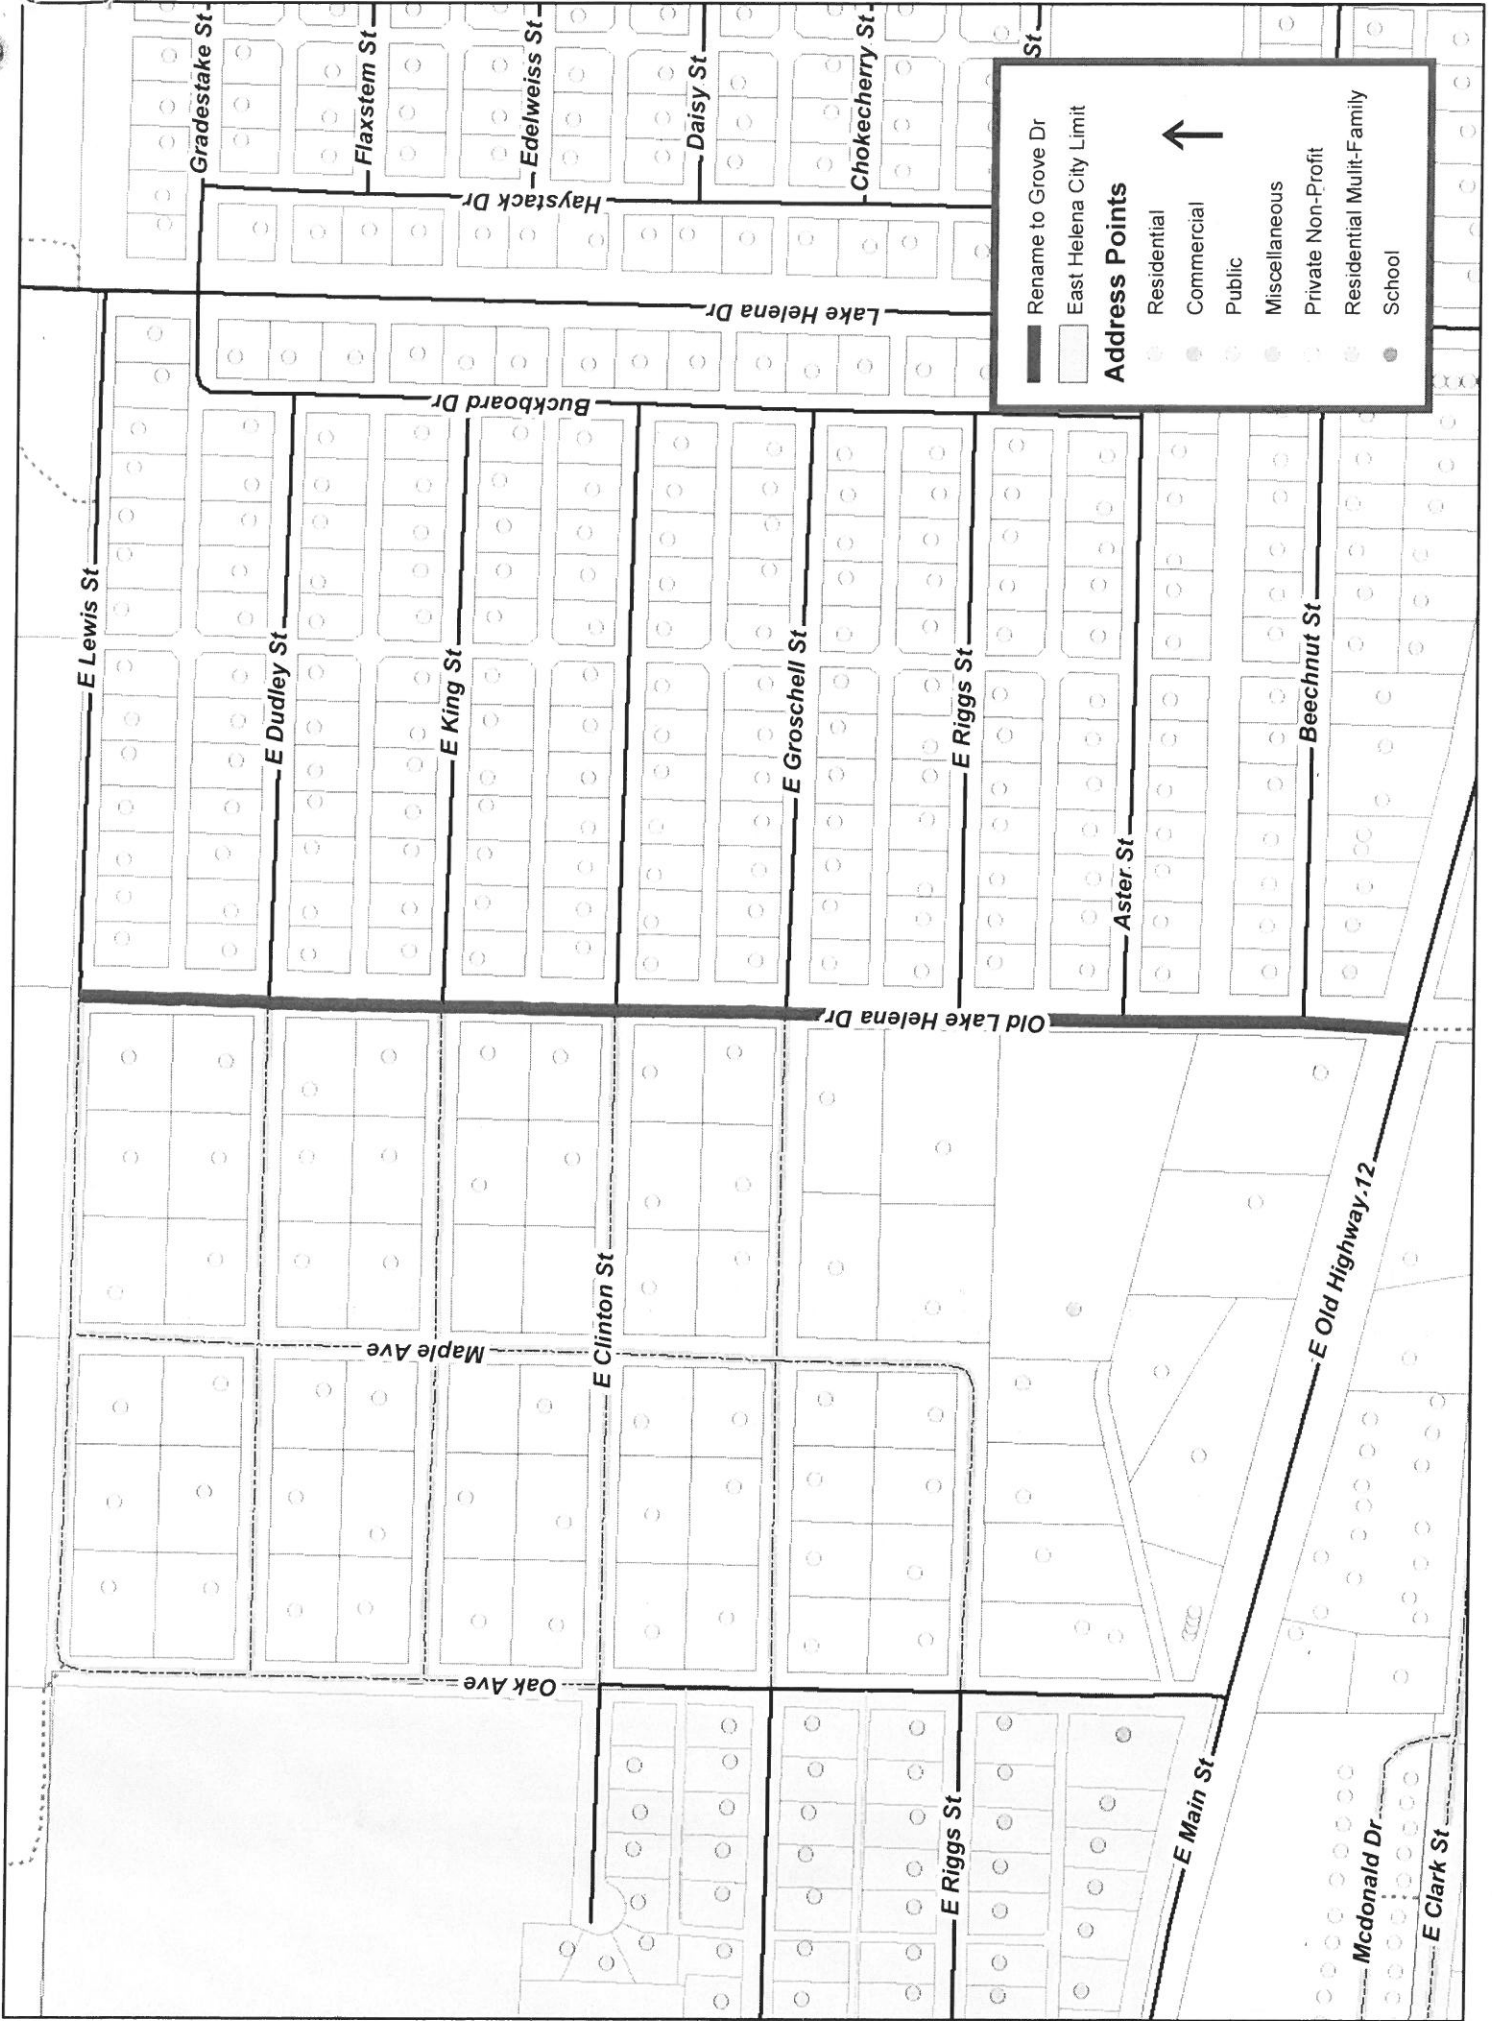 Gradestake St
Flaxstem St
Edelweiss St
Daisy St
Chokecherry St
St
Haystack Dr
Lake Helena Dr
Buckboard Dr
E Lewis St
E Dudley St
E King St
E Groschell St
E Riggs St
Aster St
Beechnut St
Old Lake Helena Dr
E Clinton St
Maple Ave
E Old Highway 12
Oak Ave
E Riggs St
E Main St
Mcdonald Dr
E Clark St
Rename to Grove Dr
East Helena City Limit
Address Points
Residential
Commercial
Public
Miscellaneous
Private Non-Profit
Residential Mulit-Family
School